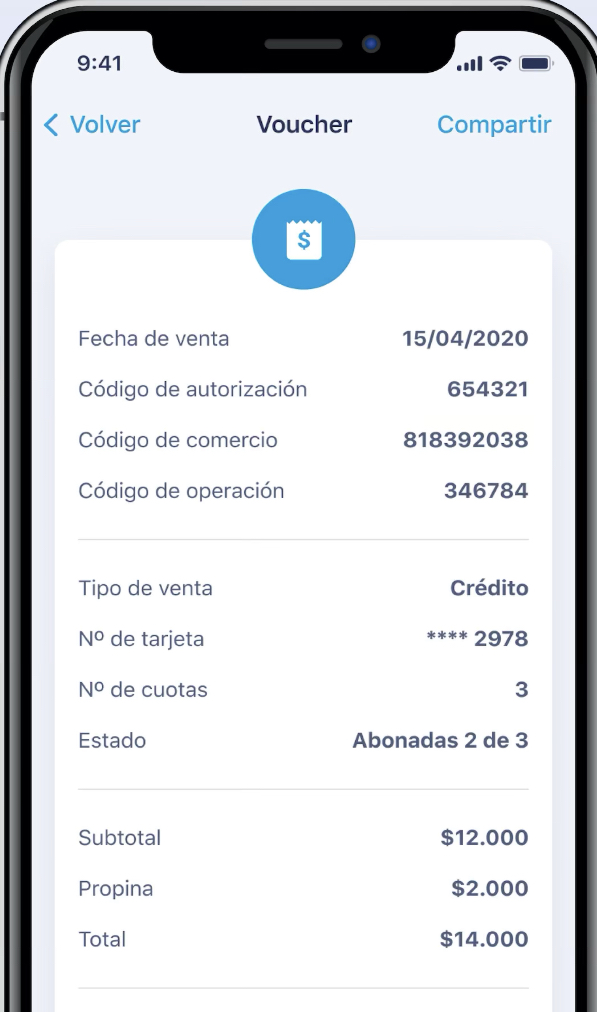 9:41
Volver Voucher Compartir
$
Fecha de venta 15/04/2020
Código de autorización 654321
Código de comercio 818392038
Código de operación 346784
Tipo de venta Crédito
Nº de tarjeta **** 2978
Nº de cuotas 3
Estado Abonadas 2 de 3
Subtotal $12.000
Propina $2.000
Total $14.000